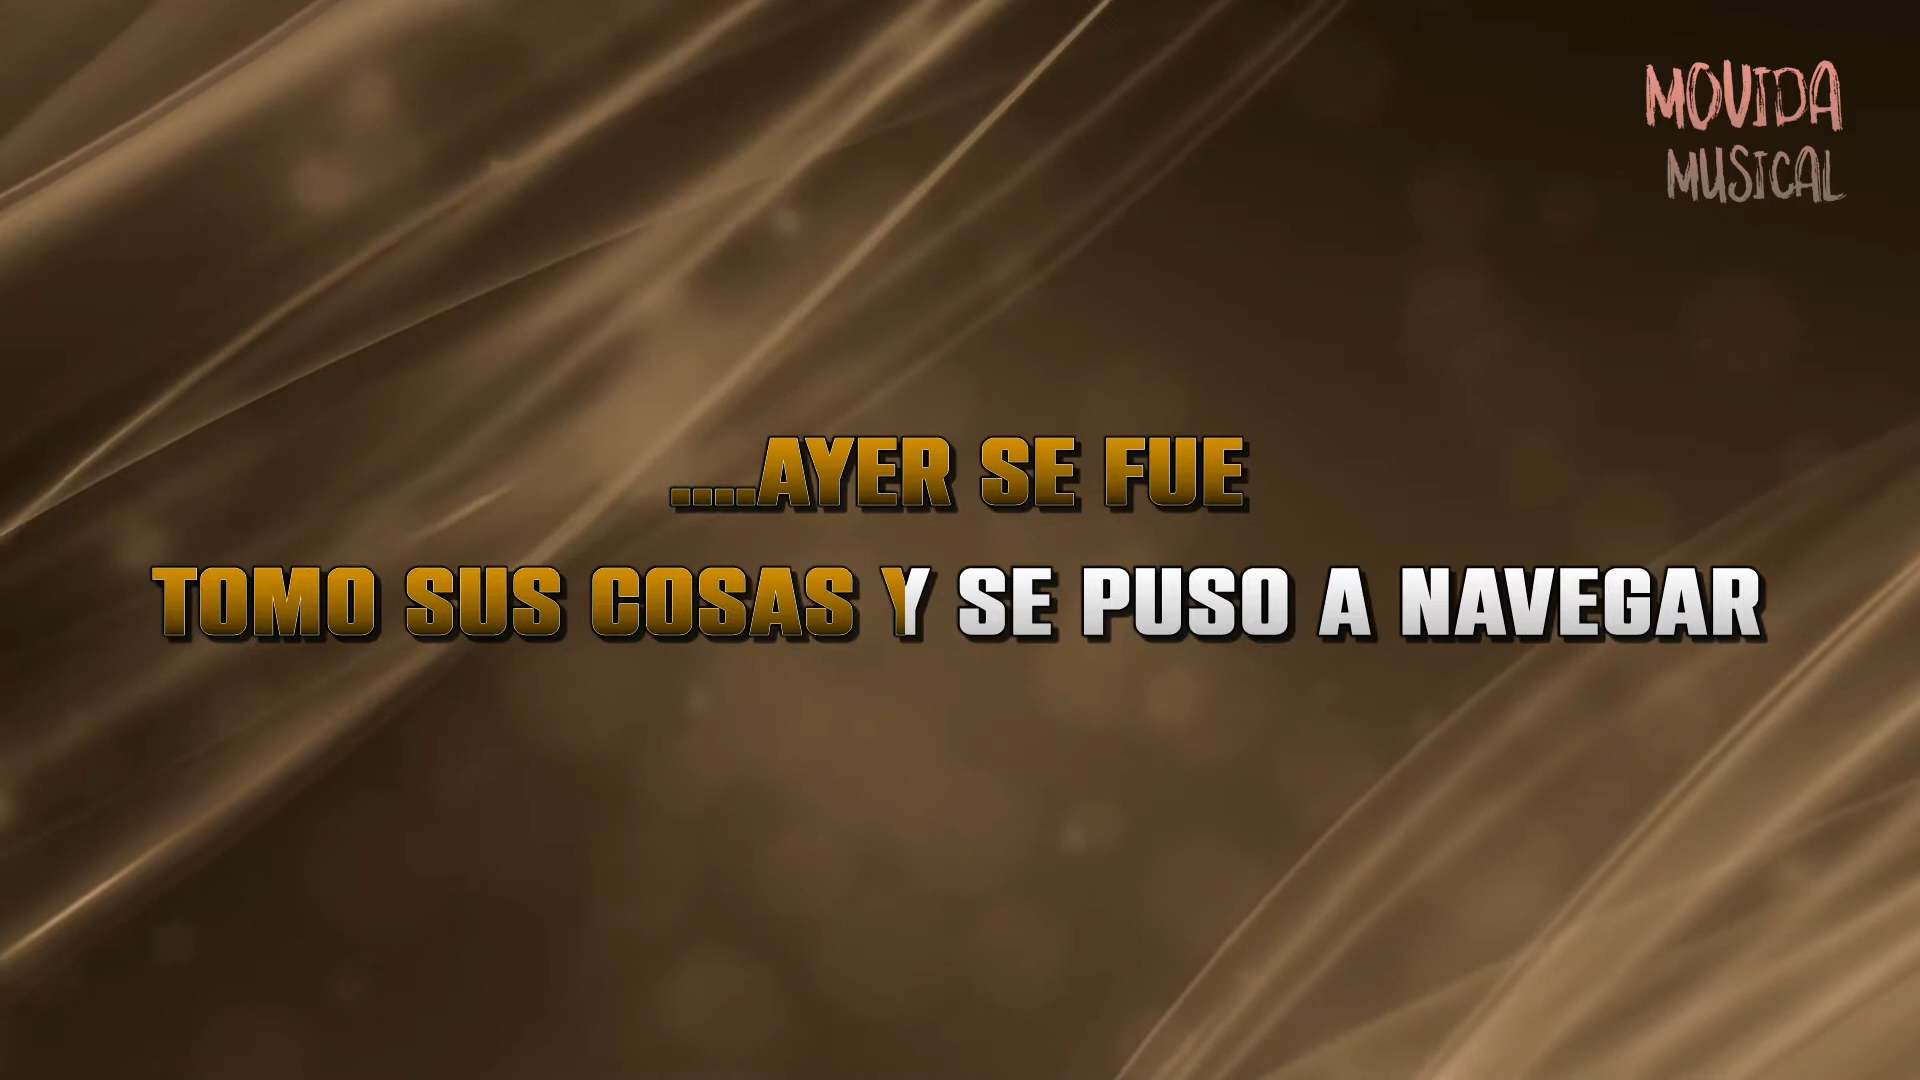 MOVIDA
MUSICAL
....AYER SE FUE
TOMO SUS COSAS Y SE PUSO A NAVEGAR